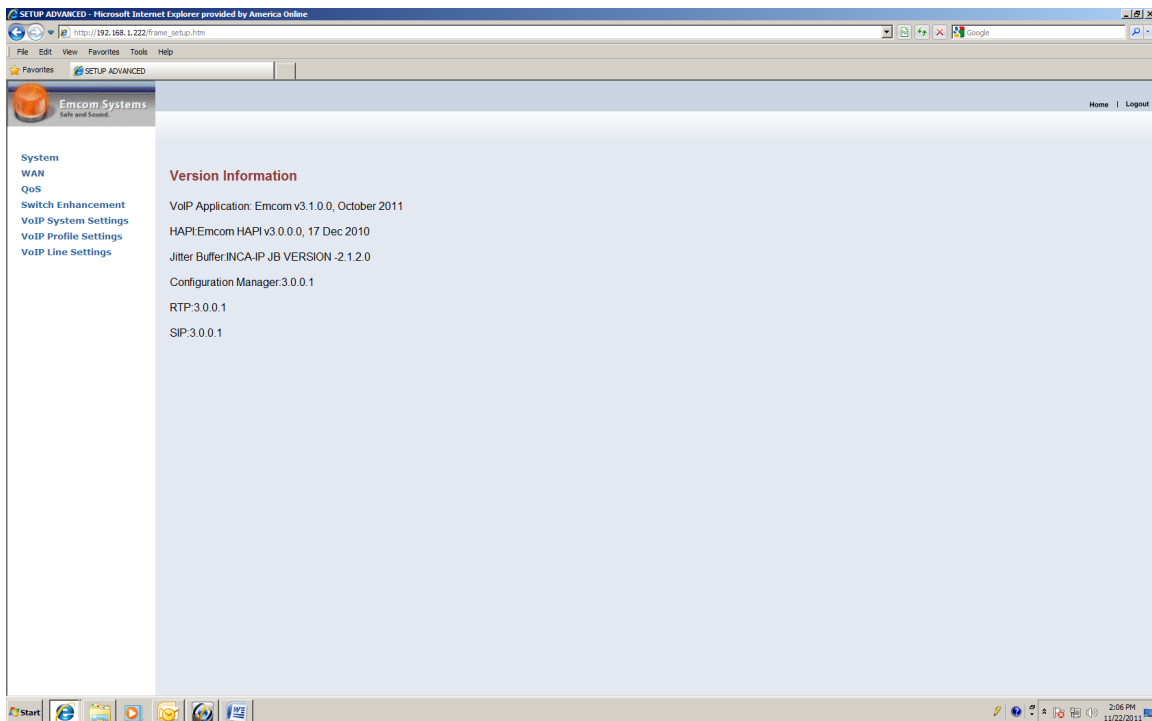 SETUP ADVANCED - Microsoft Internet Explorer provided by America Online
http://192.168.1.222/frame_setup.htm
Google
File Edit View Favorites Tools Help
Favorites SETUP ADVANCED
Emcom Systems
Safe and Sound.
Home | Logout
System
WAN
QoS
Switch Enhancement
VoIP System Settings
VoIP Profile Settings
VoIP Line Settings
Version Information
VoIP Application: Emcom v3.1.0.0, October 2011
HAPI:Emcom HAPI v3.0.0.0, 17 Dec 2010
Jitter Buffer:INCA-IP JB VERSION -2.1.2.0
Configuration Manager:3.0.0.1
RTP:3.0.0.1
SIP:3.0.0.1
Start
2:06 PM
11/22/2011